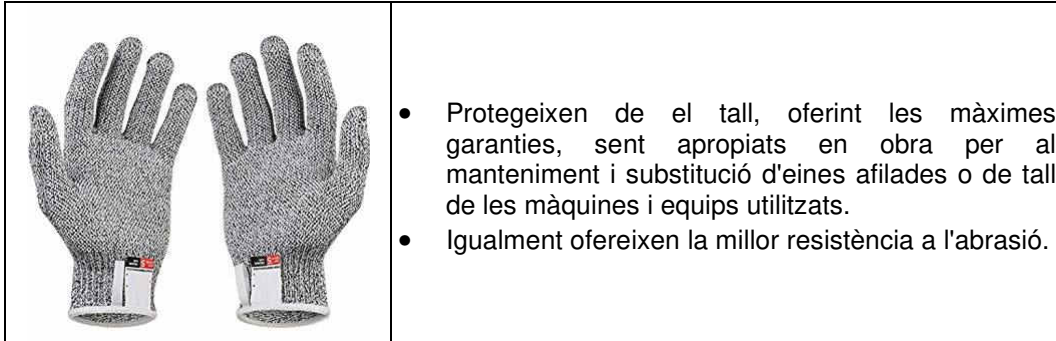 • Protegeixen de el tall, oferint les màximes
garanties, sent apropiats en obra per al
manteniment i substitució d'eines afilades o de tall
de les màquines i equips utilitzats.
• Igualment ofereixen la millor resistència a l'abrasió.